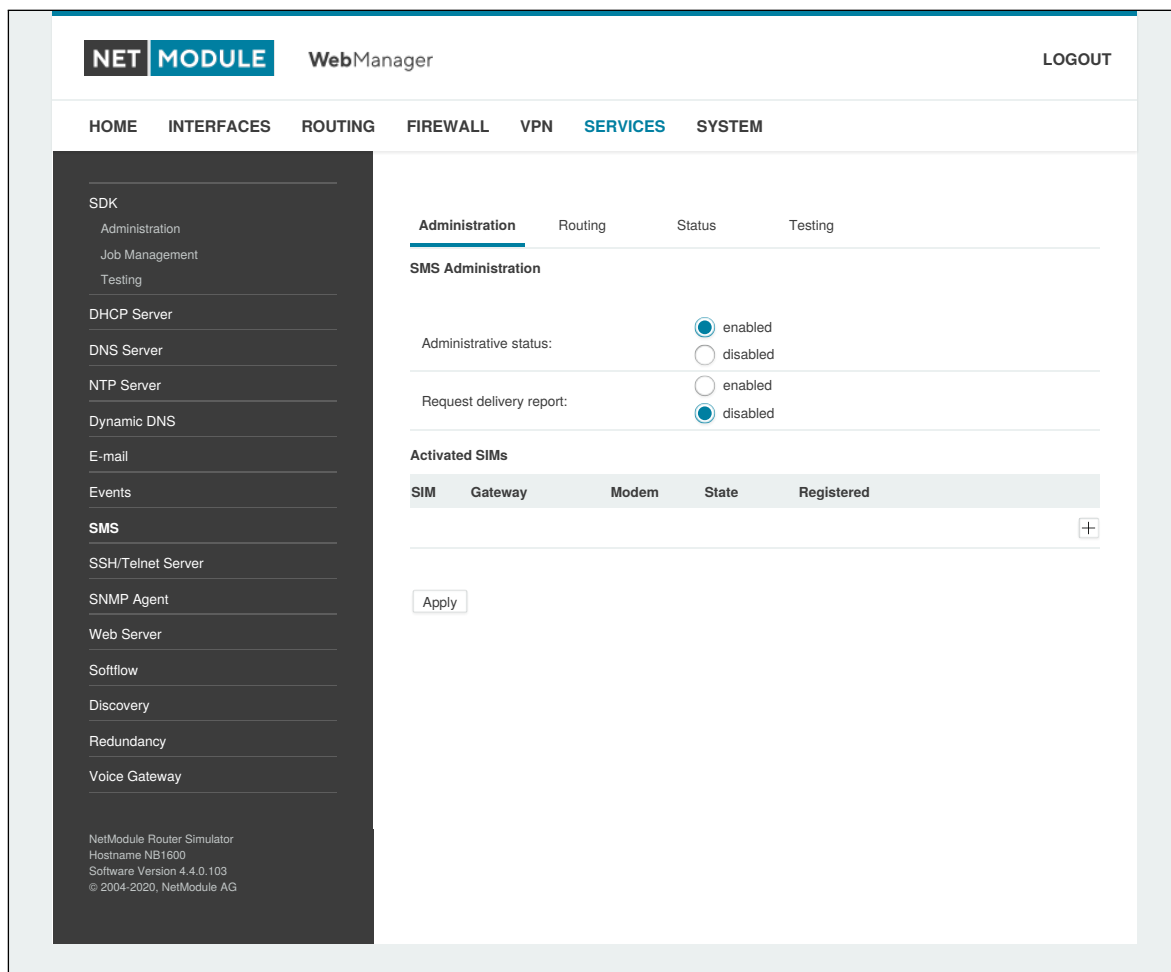 NET MODULE WebManager LOGOUT
HOME INTERFACES ROUTING FIREWALL VPN SERVICES SYSTEM
SDK
Administration
Job Management
Testing
DHCP Server
DNS Server
NTP Server
Dynamic DNS
E-mail
Events
SMS
SSH/Telnet Server
SNMP Agent
Web Server
Softflow
Discovery
Redundancy
Voice Gateway
NetModule Router Simulator
Hostname NB1600
Software Version 4.4.0.103
© 2004-2020, NetModule AG
Administration Routing Status Testing
SMS Administration
Administrative status:
enabled
disabled
Request delivery report:
enabled
disabled
Activated SIMs
SIM Gateway Modem State Registered
Apply